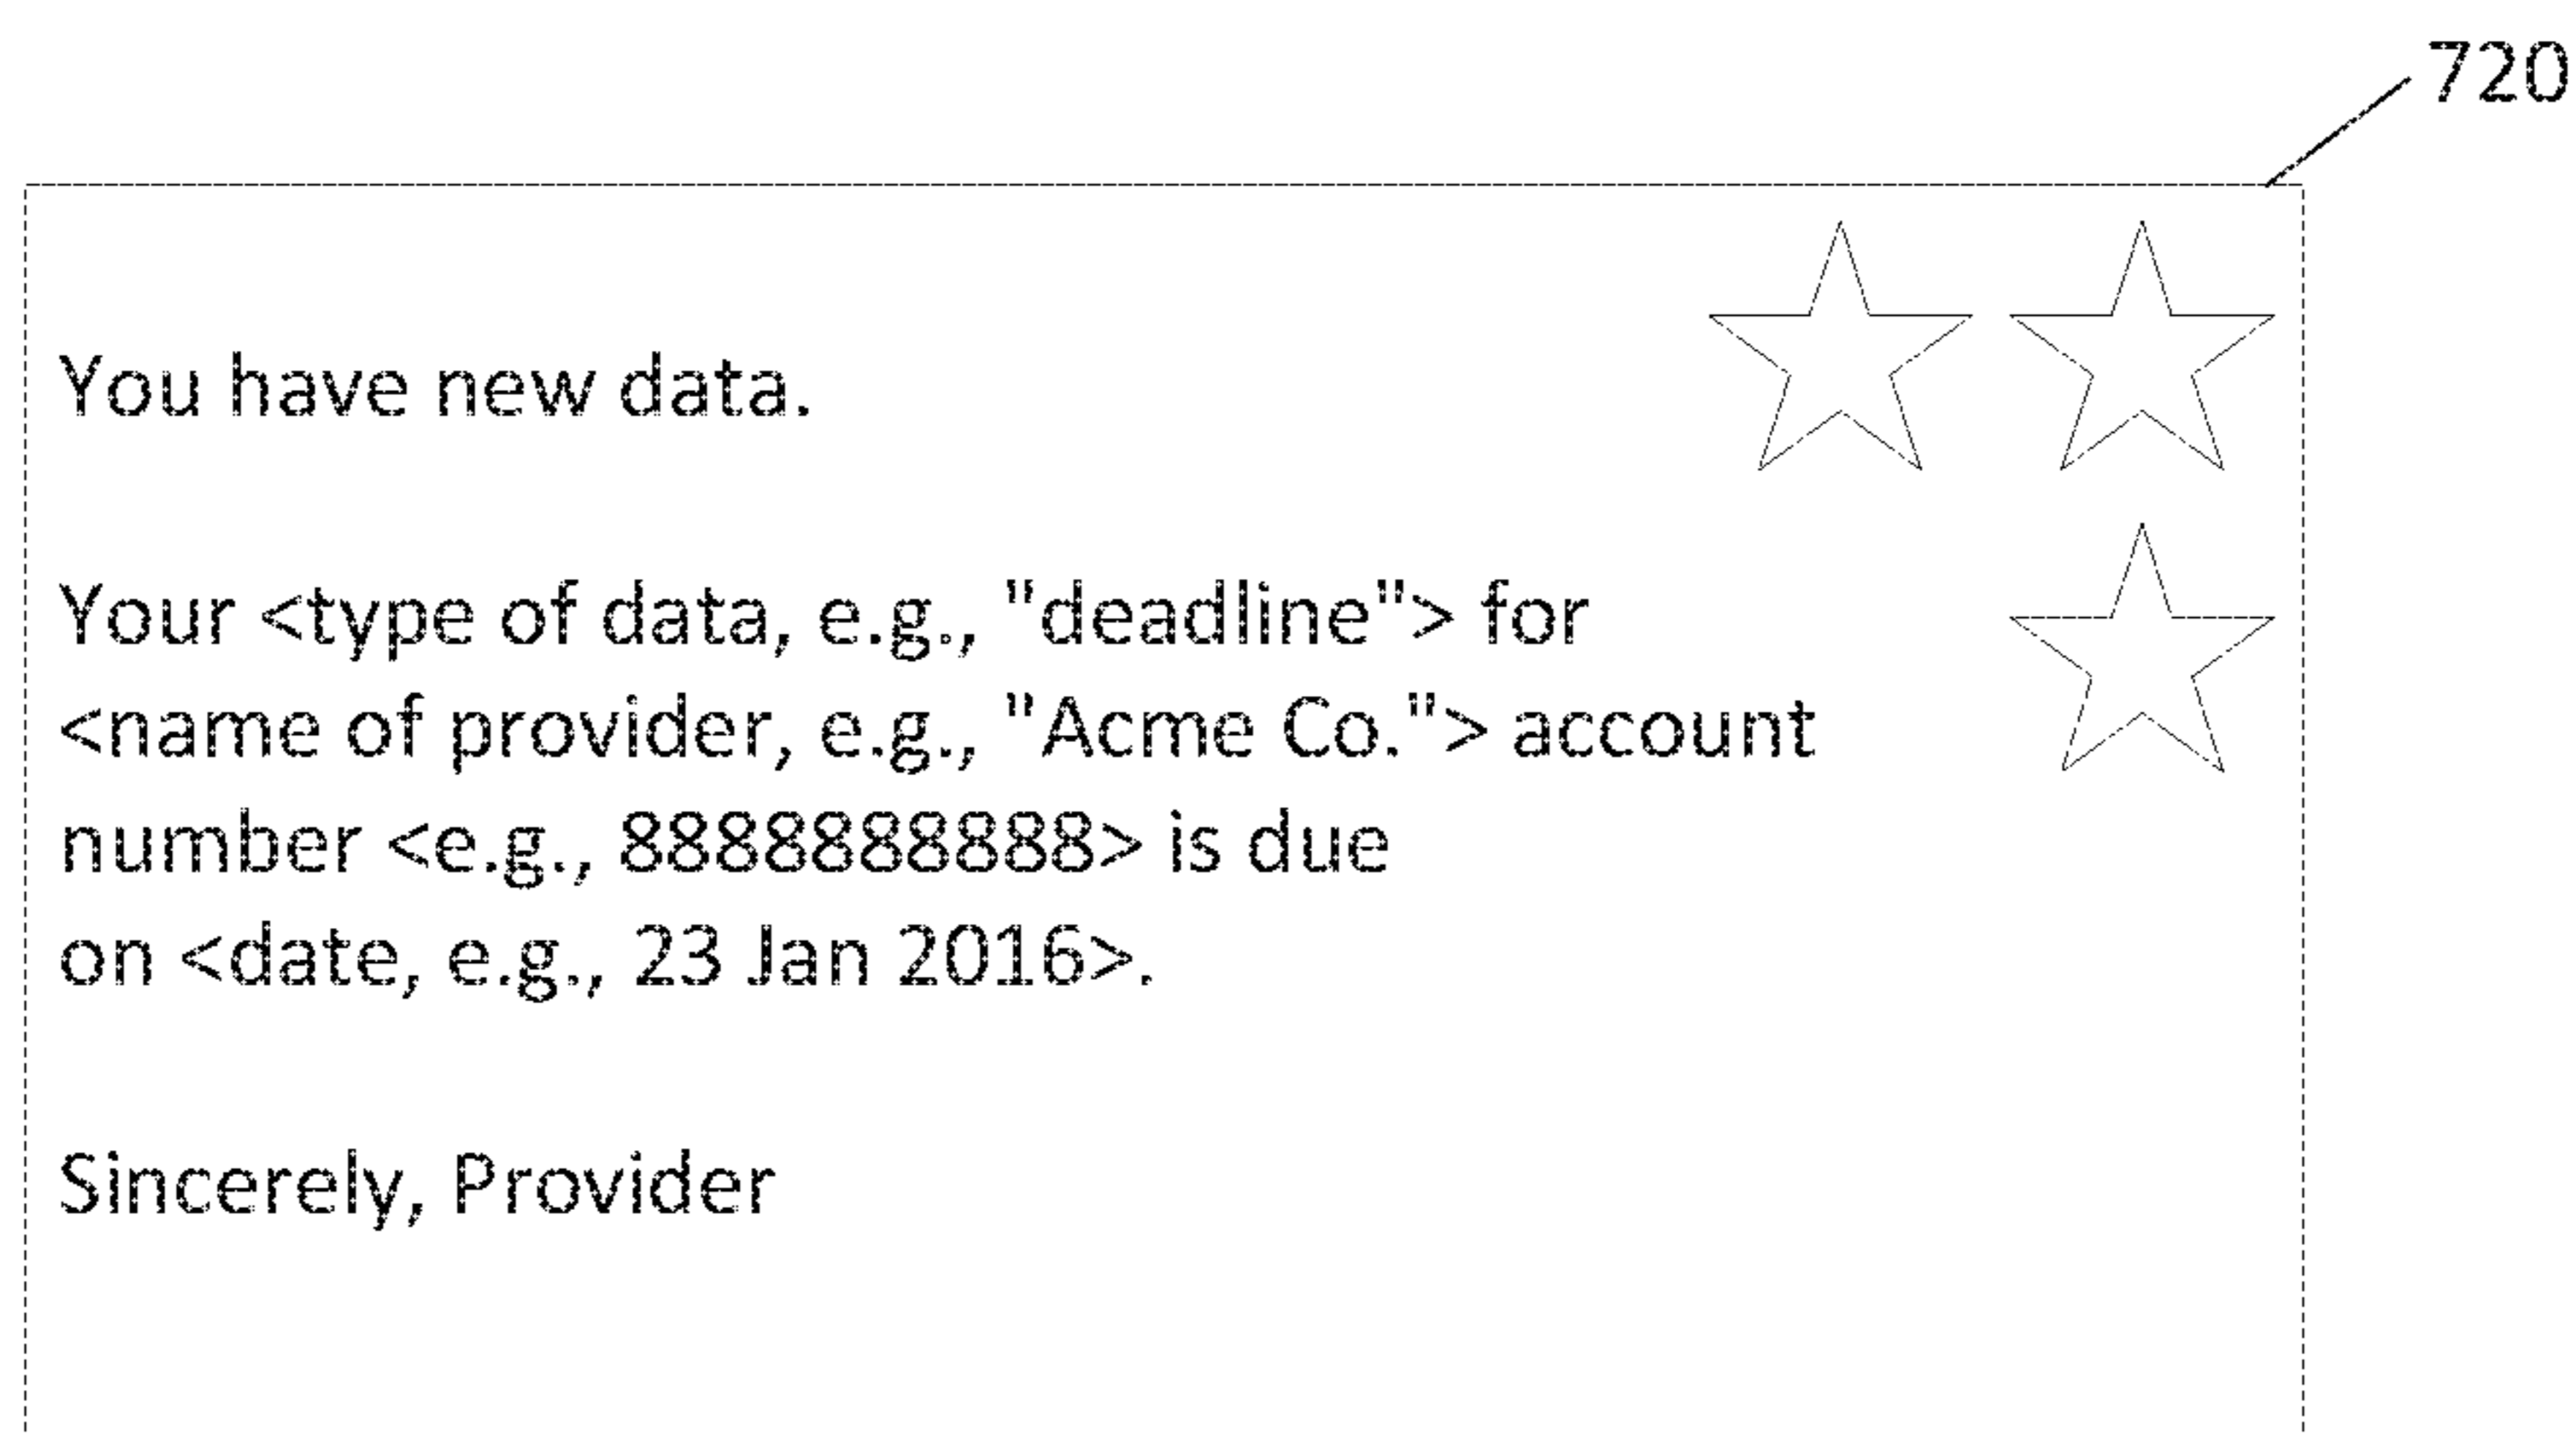 720
You have new data.
Your <type of data, e.g., "deadline"> for
<name of provider, e.g., "Acme Co."> account
number <e.g., 8888888888> is due
on <date, e.g., 23 Jan 2016>.
Sincerely, Provider